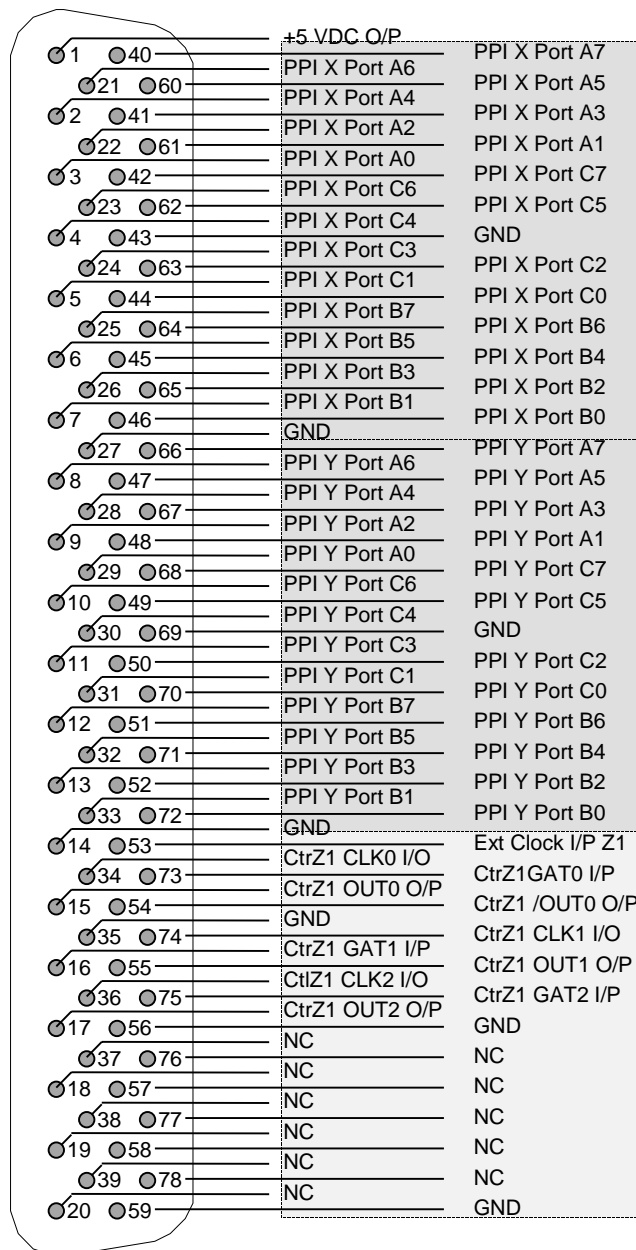 +5 VDC O/P
1 40 PPI X Port A7
PPI X Port A6
21 60 PPI X Port A5
PPI X Port A4
2 41 PPI X Port A3
PPI X Port A2
22 61 PPI X Port A1
PPI X Port A0
3 42 PPI X Port C7
PPI X Port C6
23 62 PPI X Port C5
PPI X Port C4
4 43 GND
PPI X Port C3
24 63 PPI X Port C2
PPI X Port C1
5 44 PPI X Port C0
PPI X Port B7
25 64 PPI X Port B6
PPI X Port B5
6 45 PPI X Port B4
PPI X Port B3
26 65 PPI X Port B2
PPI X Port B1
7 46 PPI X Port B0
GND
27 66 PPI Y Port A7
PPI Y Port A6
8 47 PPI Y Port A5
PPI Y Port A4
28 67 PPI Y Port A3
PPI Y Port A2
9 48 PPI Y Port A1
PPI Y Port A0
29 68 PPI Y Port C7
PPI Y Port C6
10 49 PPI Y Port C5
PPI Y Port C4
30 69 GND
PPI Y Port C3
11 50 PPI Y Port C2
PPI Y Port C1
31 70 PPI Y Port C0
PPI Y Port B7
12 51 PPI Y Port B6
PPI Y Port B5
32 71 PPI Y Port B4
PPI Y Port B3
13 52 PPI Y Port B2
PPI Y Port B1
33 72 PPI Y Port B0
GND
14 53 Ext Clock I/P Z1
CtrZ1 CLK0 I/O
34 73 CtrZ1GAT0 I/P
CtrZ1 OUT0 O/P
15 54 CtrZ1 /OUT0 O/P
GND
35 74 CtrZ1 CLK1 I/O
CtrZ1 GAT1 I/P
16 55 CtrZ1 OUT1 O/P
CtlZ1 CLK2 I/O
36 75 CtrZ1 GAT2 I/P
CtrZ1 OUT2 O/P
17 56 GND
NC
37 76 NC
NC
18 57 NC
NC
38 77 NC
NC
19 58 NC
NC
39 78 NC
NC
20 59 GND